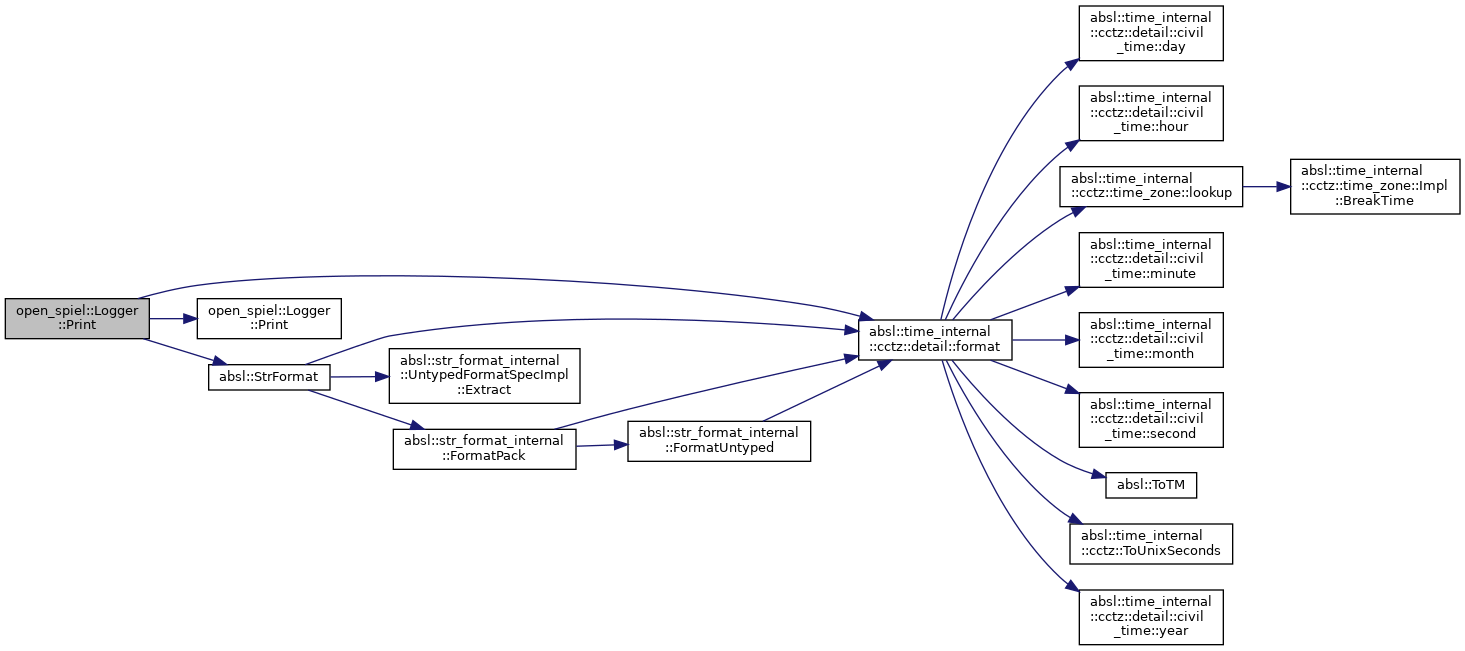 open_spiel::Logger
::Print
open_spiel::Logger
::Print
absl::StrFormat
absl::str_format_internal
::UntypedFormatSpecImpl
::Extract
absl::str_format_internal
::FormatPack
absl::str_format_internal
::FormatUntyped
absl::time_internal
::cctz::detail::format
absl::time_internal
::cctz::detail::civil
_time::day
absl::time_internal
::cctz::detail::civil
_time::hour
absl::time_internal
::cctz::time_zone::lookup
absl::time_internal
::cctz::time_zone::Impl
::BreakTime
absl::time_internal
::cctz::detail::civil
_time::minute
absl::time_internal
::cctz::detail::civil
_time::month
absl::time_internal
::cctz::detail::civil
_time::second
absl::ToTM
absl::time_internal
::cctz::ToUnixSeconds
absl::time_internal
::cctz::detail::civil
_time::year